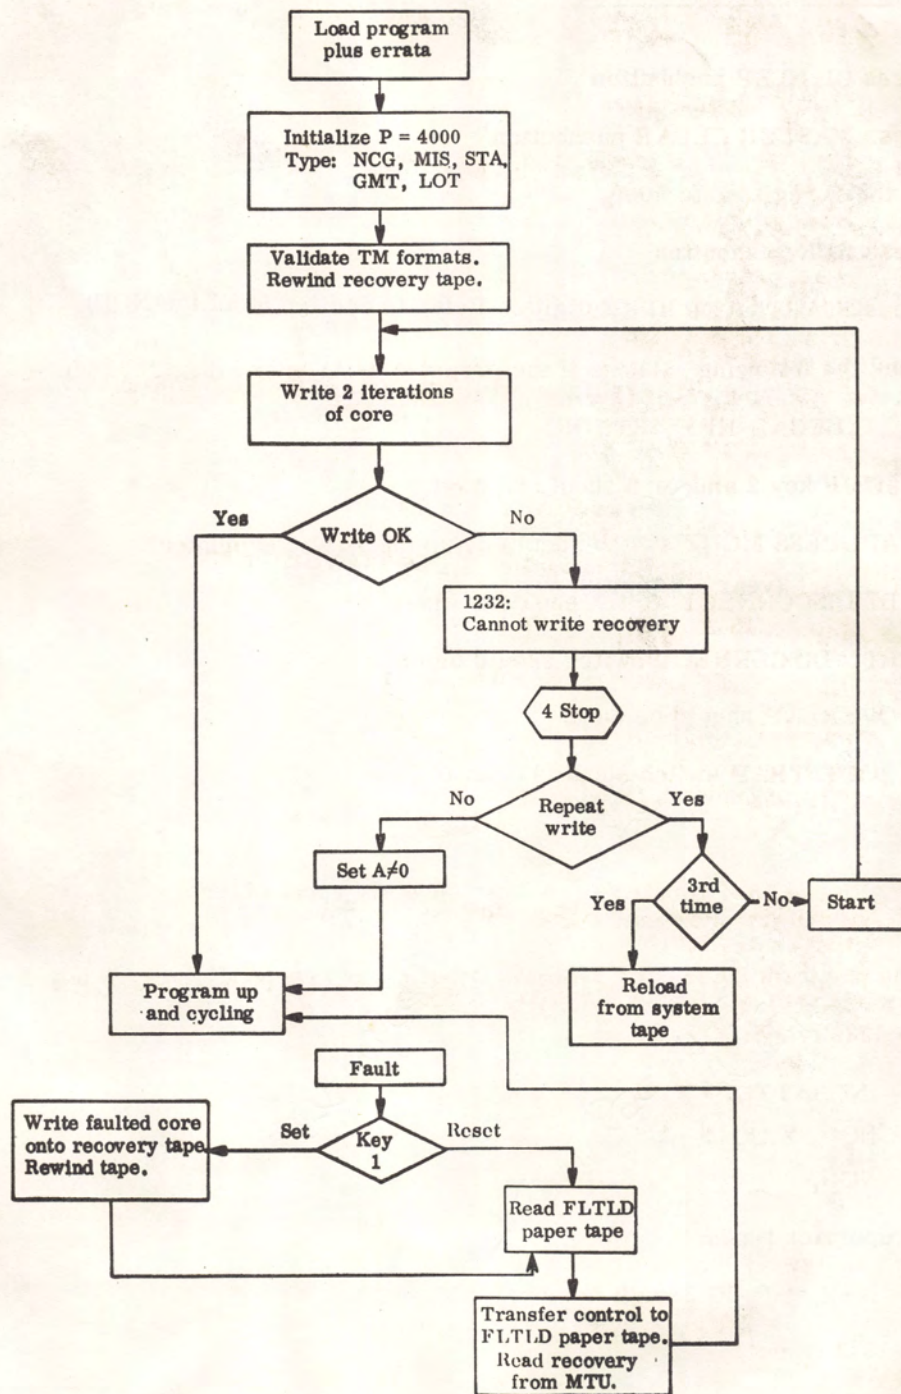 Load program
plus errata
Initialize P = 4000
Type: NCG, MIS, STA,
GMT, LOT
Validate TM formats.
Rewind recovery tape.
Write 2 iterations
of core
Yes
Write OK
No
1232:
Cannot write recovery
4 Stop
No
Repeat
write
Yes
Set A≠0
Yes
3rd
time
No
Start
Program up
and cycling
Reload
from system
tape
Fault
Write faulted core
onto recovery tape
Rewind tape.
Set
Key
1
Reset
Read FLTLD
paper tape
Transfer control to
FLTLD paper tape.
Read recovery
from MTU.